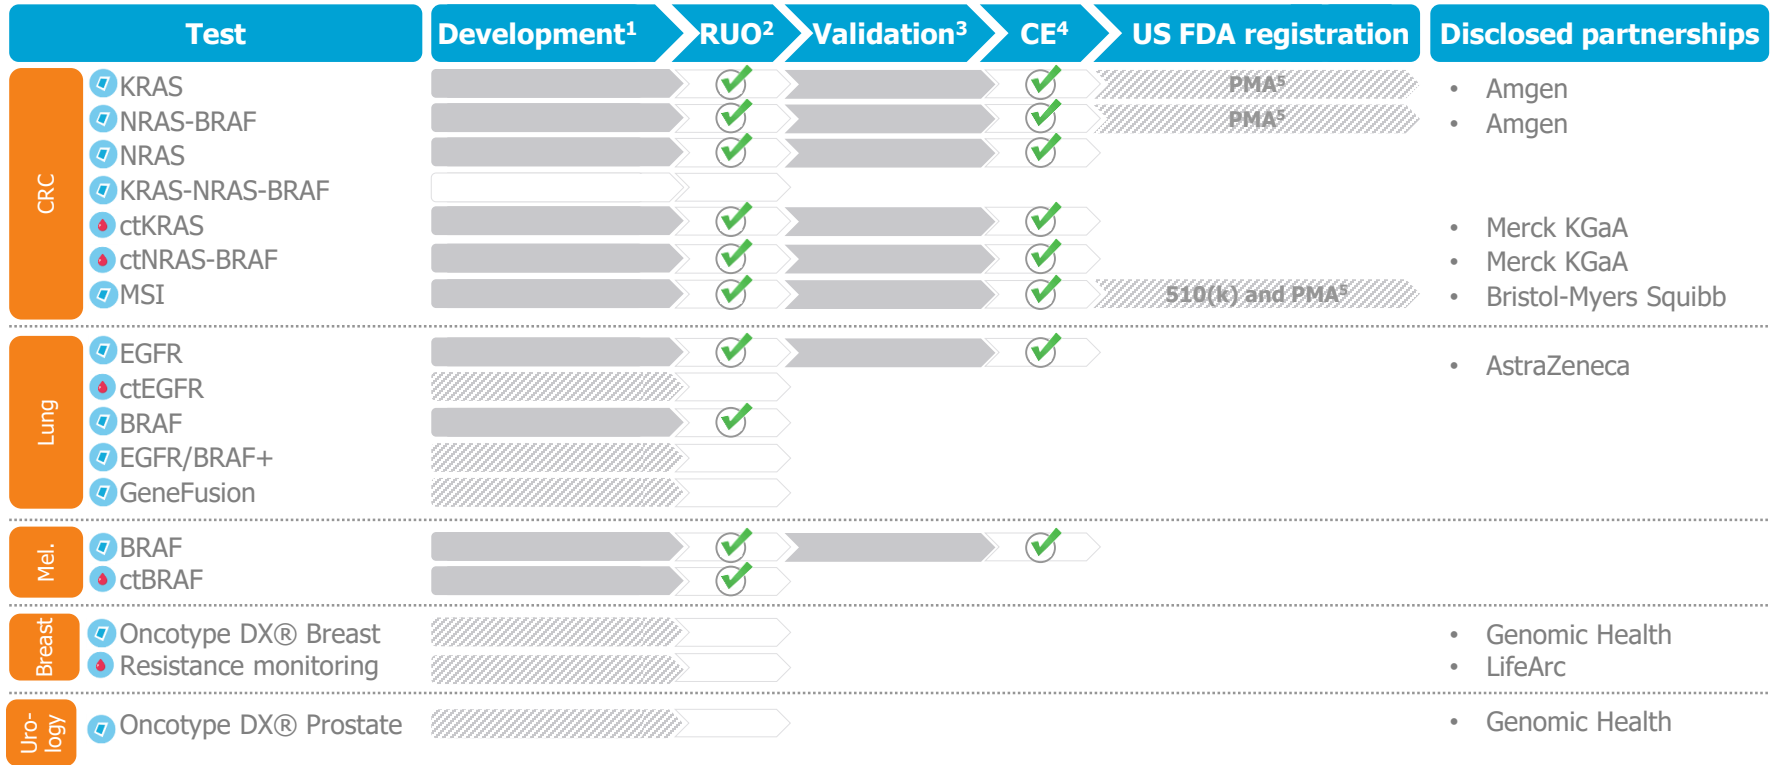 Test Development1 RUO2 Validation3 CE4 US FDA registration Disclosed partnerships
CRC
KRAS PMA5 • Amgen
NRAS-BRAF PMA5 • Amgen
NRAS
KRAS-NRAS-BRAF
ctKRAS • Merck KGaA
ctNRAS-BRAF • Merck KGaA
MSI 510(k) and PMA5 • Bristol-Myers Squibb
Lung
EGFR • AstraZeneca
ctEGFR
BRAF
EGFR/BRAF+
GeneFusion
Mel.
BRAF
ctBRAF
Breast
Oncotype DX® Breast • Genomic Health
Resistance monitoring • LifeArc
Uro-
logy
Oncotype DX® Prostate • Genomic Health